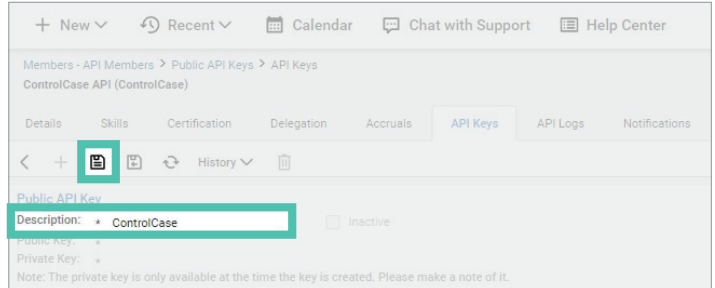 + New Recent Calendar Chat with Support Help Center
Members - API Members > Public API Keys > API Keys
ControlCase API (ControlCase)
Details Skills Certification Delegation Accruals API Keys API Logs Notifications
< + History
Public API Key
Description: * ControlCase Inactive
Public Key: *
Private Key: *
Note: The private key is only available at the time the key is created. Please make a note of it.